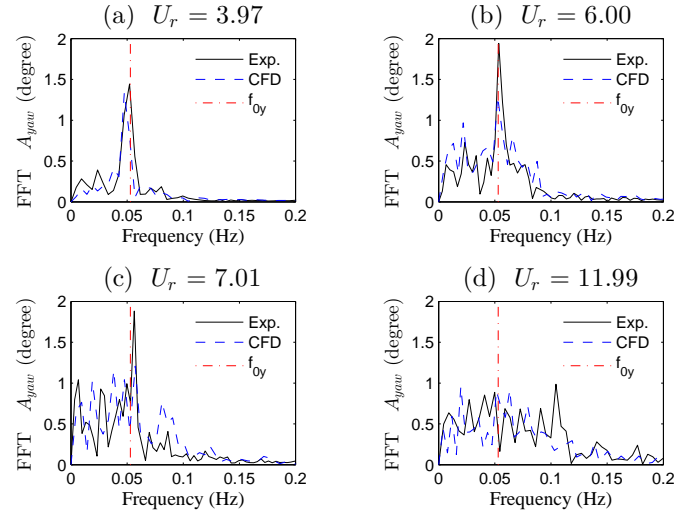 (a) U_r = 3.97
FFT A_yaw (degree)
2
1.5
1
0.5
0
Exp.
CFD
f_0y
0 0.05 0.1 0.15 0.2
Frequency (Hz)
(b) U_r = 6.00
FFT A_yaw (degree)
2
1.5
1
0.5
0
Exp.
CFD
f_0y
0 0.05 0.1 0.15 0.2
Frequency (Hz)
(c) U_r = 7.01
FFT A_yaw (degree)
2
1.5
1
0.5
0
Exp.
CFD
f_0y
0 0.05 0.1 0.15 0.2
Frequency (Hz)
(d) U_r = 11.99
FFT A_yaw (degree)
2
1.5
1
0.5
0
Exp.
CFD
f_0y
0 0.05 0.1 0.15 0.2
Frequency (Hz)